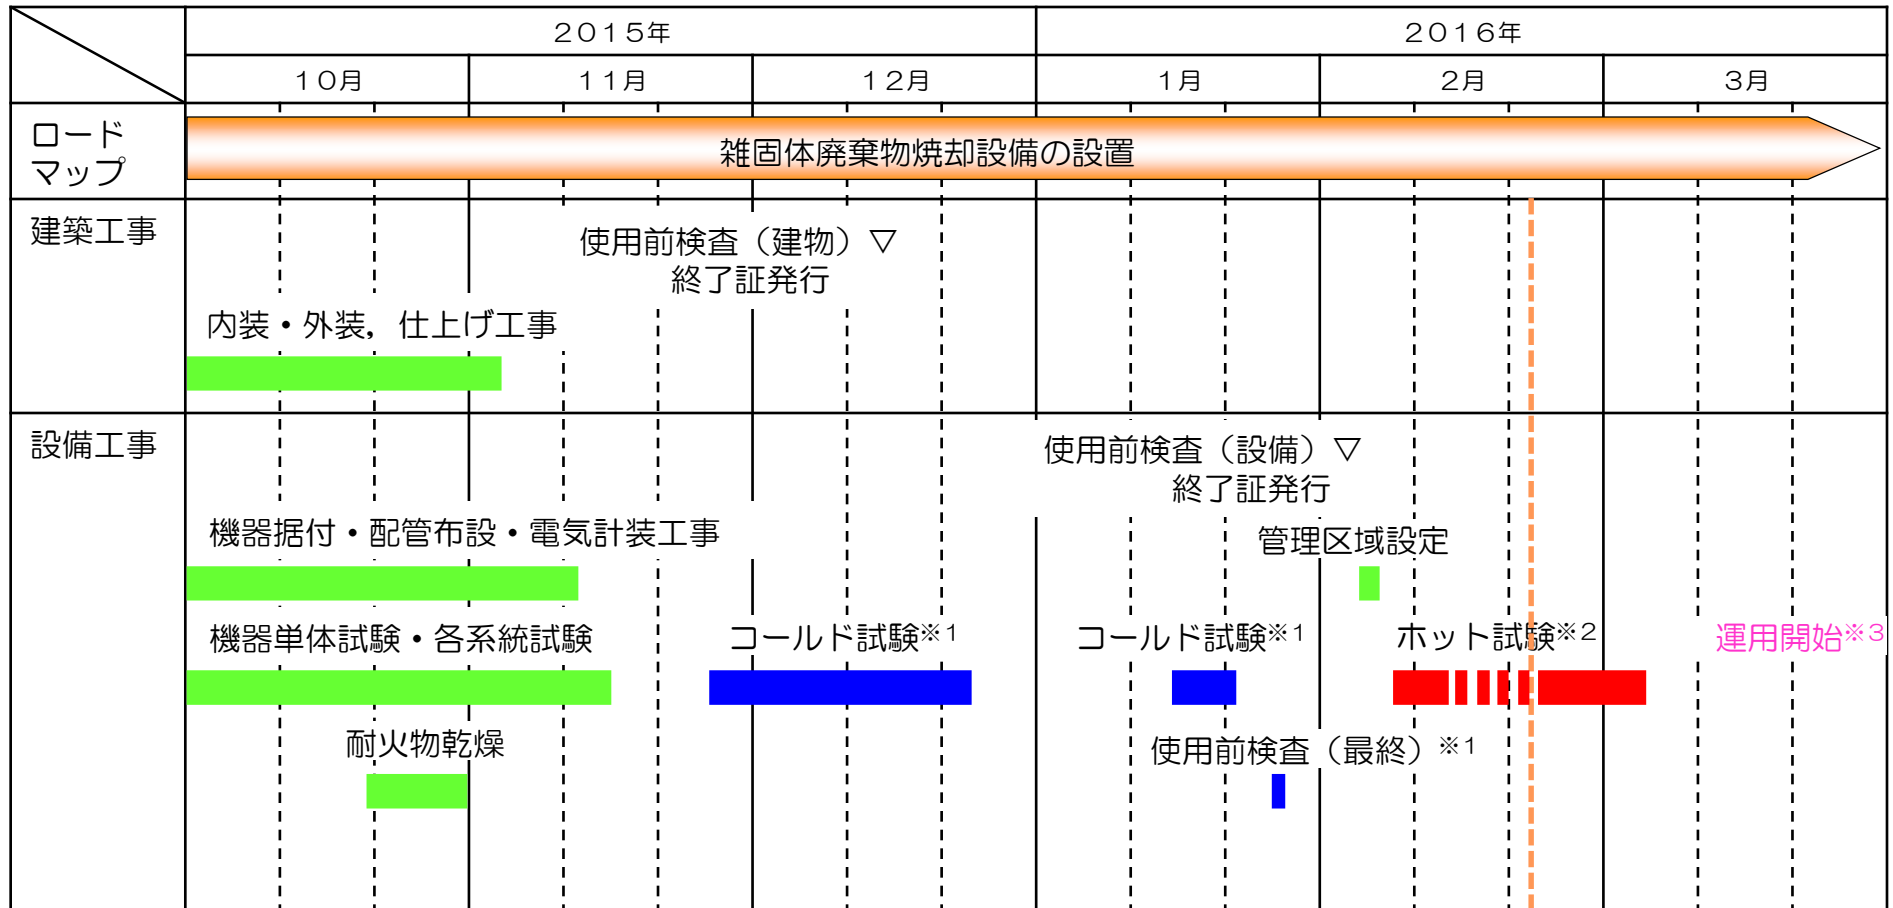 ２０１５年
２０１６年
１０月
１１月
１２月
１月
２月
３月
ロード
マップ
雑固体廃棄物焼却設備の設置
建築工事
使用前検査（建物）▽
終了証発行
内装・外装，仕上げ工事
設備工事
使用前検査（設備）▽
終了証発行
機器据付・配管布設・電気計装工事
管理区域設定
機器単体試験・各系統試験
コールド試験※1
コールド試験※1
ホット試験※2
運用開始※3
耐火物乾燥
使用前検査（最終）※1